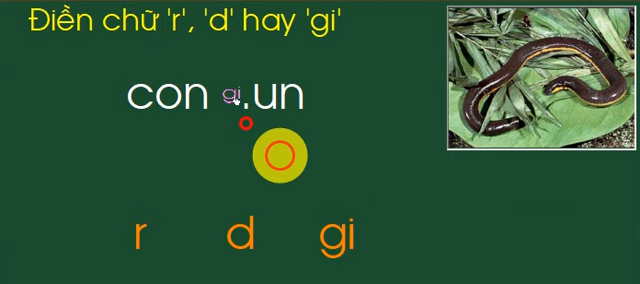 Điền chữ 'r', 'd' hay 'gi'
con gi.un
r d gi